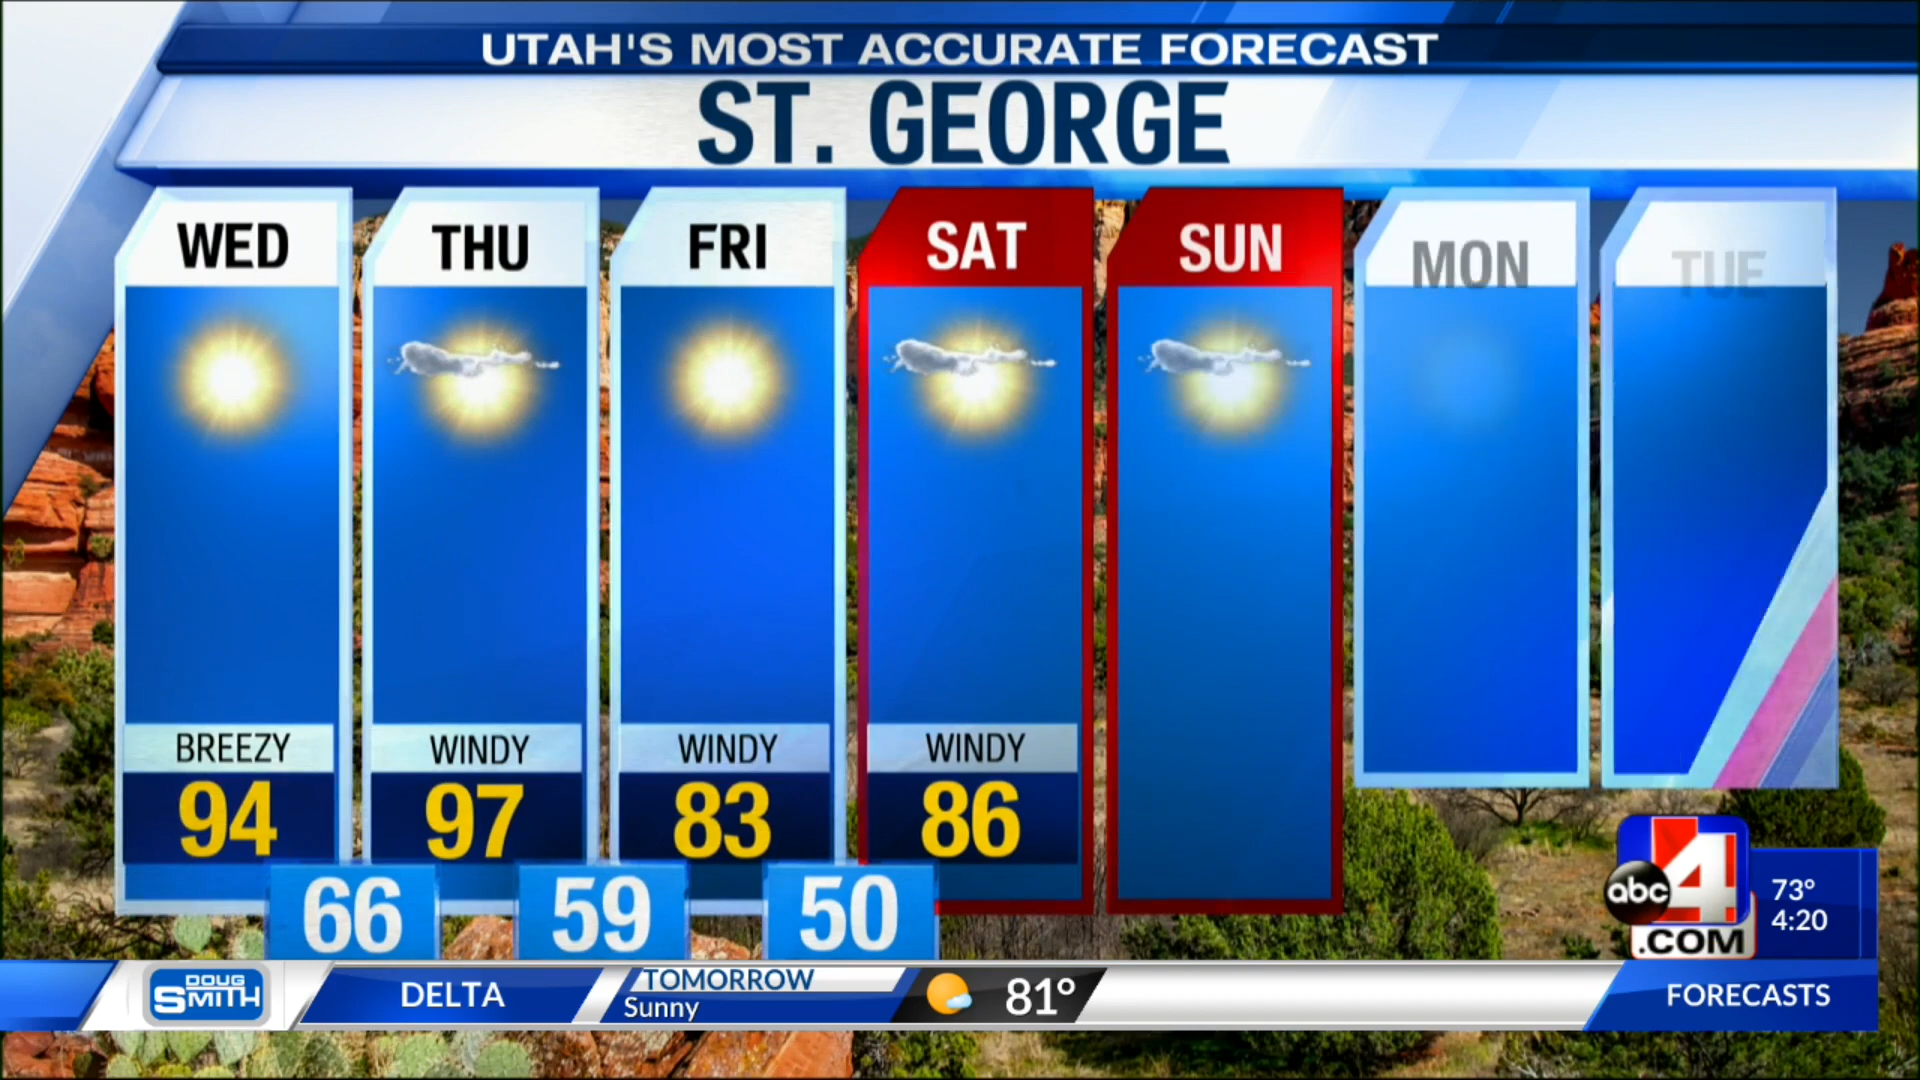 UTAH'S MOST ACCURATE FORECAST
ST. GEORGE
WED THU FRI SAT SUN MON TUE
BREEZY WINDY WINDY WINDY
94 97 83 86
66 59 50
abc 4
.COM
73°
4:20
DOUG
SMITH
DELTA
TOMORROW
Sunny
81°
FORECASTS